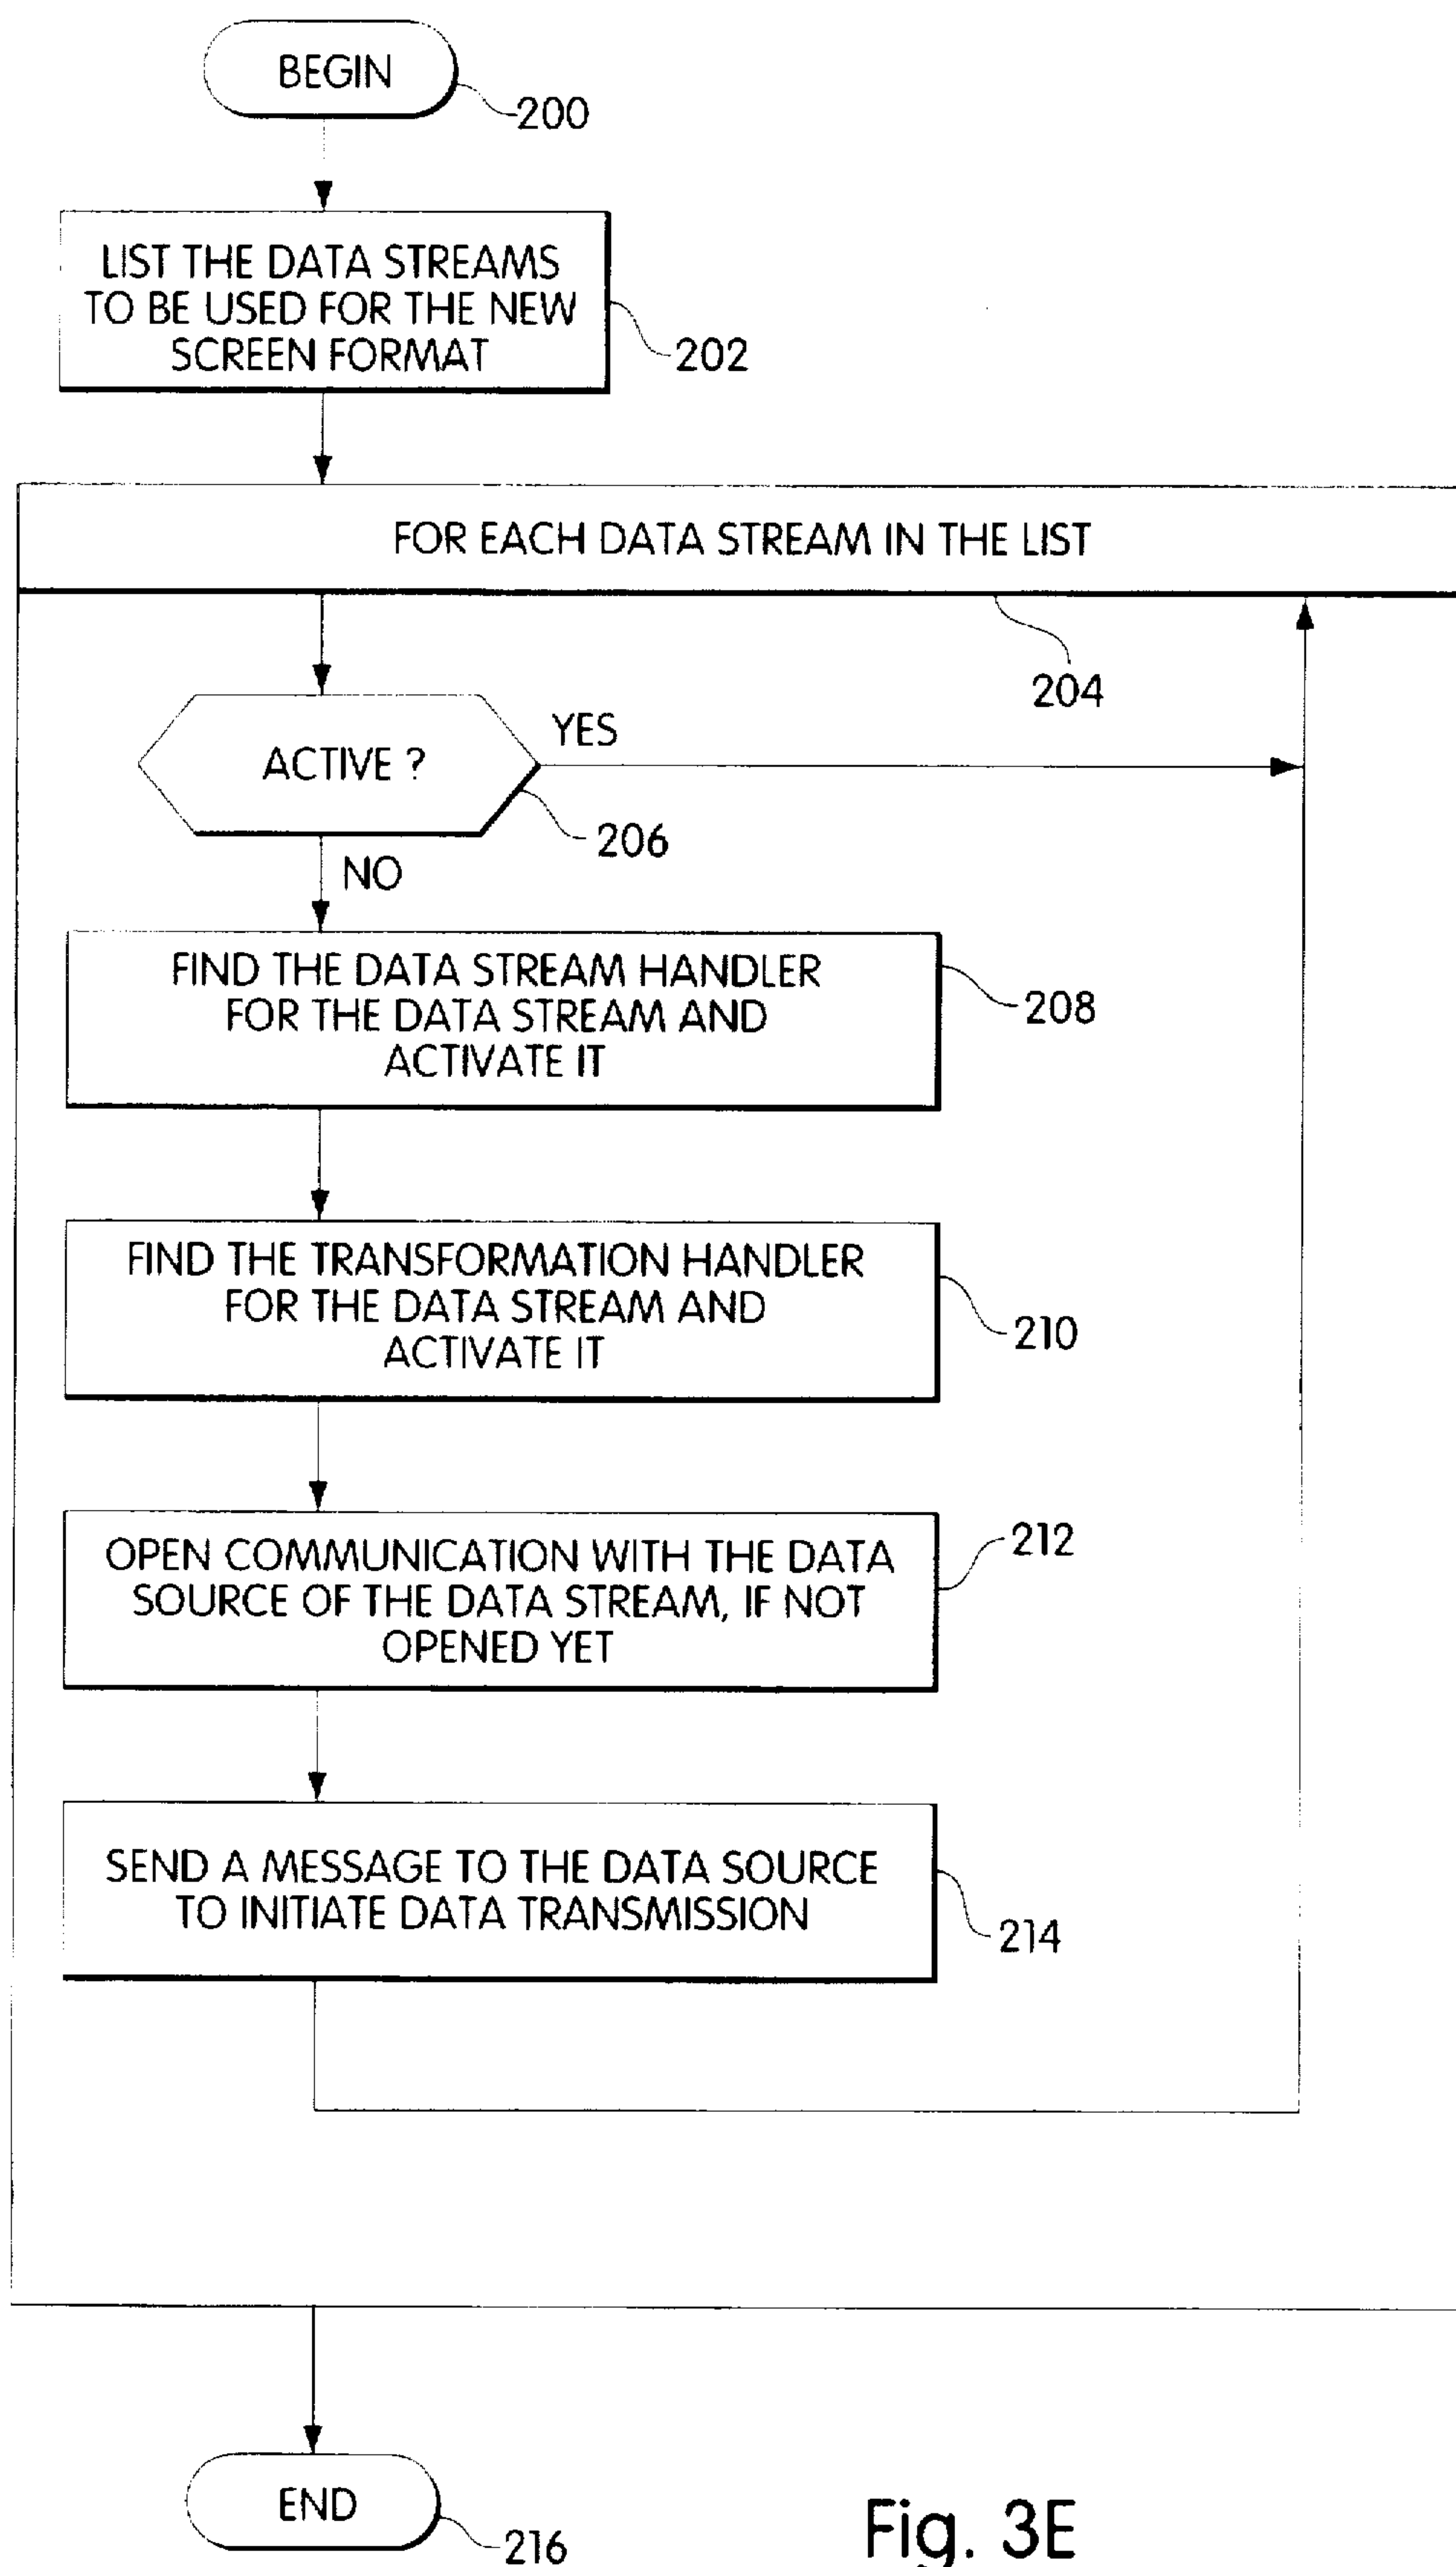 BEGIN
200
LIST THE DATA STREAMS
TO BE USED FOR THE NEW
SCREEN FORMAT
202
FOR EACH DATA STREAM IN THE LIST
204
ACTIVE ?
YES
206
NO
FIND THE DATA STREAM HANDLER
FOR THE DATA STREAM AND
ACTIVATE IT
208
FIND THE TRANSFORMATION HANDLER
FOR THE DATA STREAM AND
ACTIVATE IT
210
OPEN COMMUNICATION WITH THE DATA
SOURCE OF THE DATA STREAM, IF NOT
OPENED YET
212
SEND A MESSAGE TO THE DATA SOURCE
TO INITIATE DATA TRANSMISSION
214
END
216
Fig. 3E